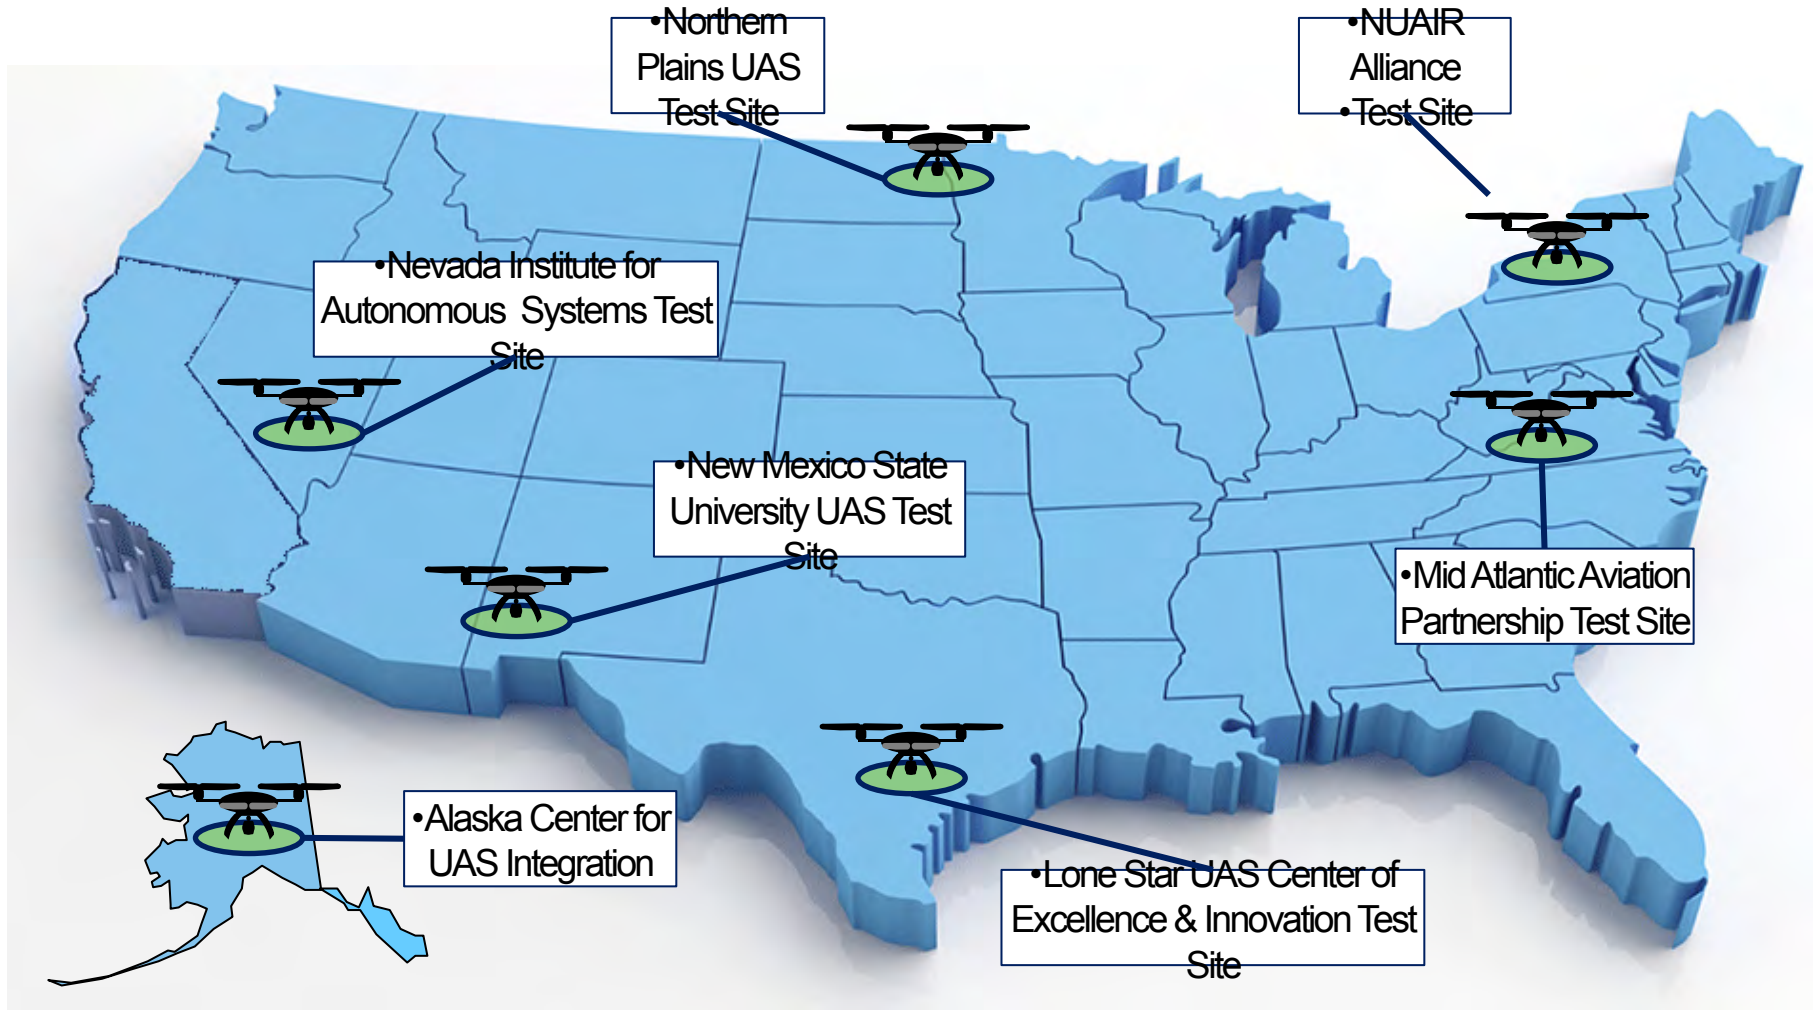 •Northern
Plains UAS
Test Site
•NUAIR
Alliance
•Test Site
•Nevada Institute for
Autonomous Systems Test
Site
•New Mexico State
University UAS Test
Site
•Mid Atlantic Aviation
Partnership Test Site
•Alaska Center for
UAS Integration
•Lone Star UAS Center of
Excellence & Innovation Test
Site